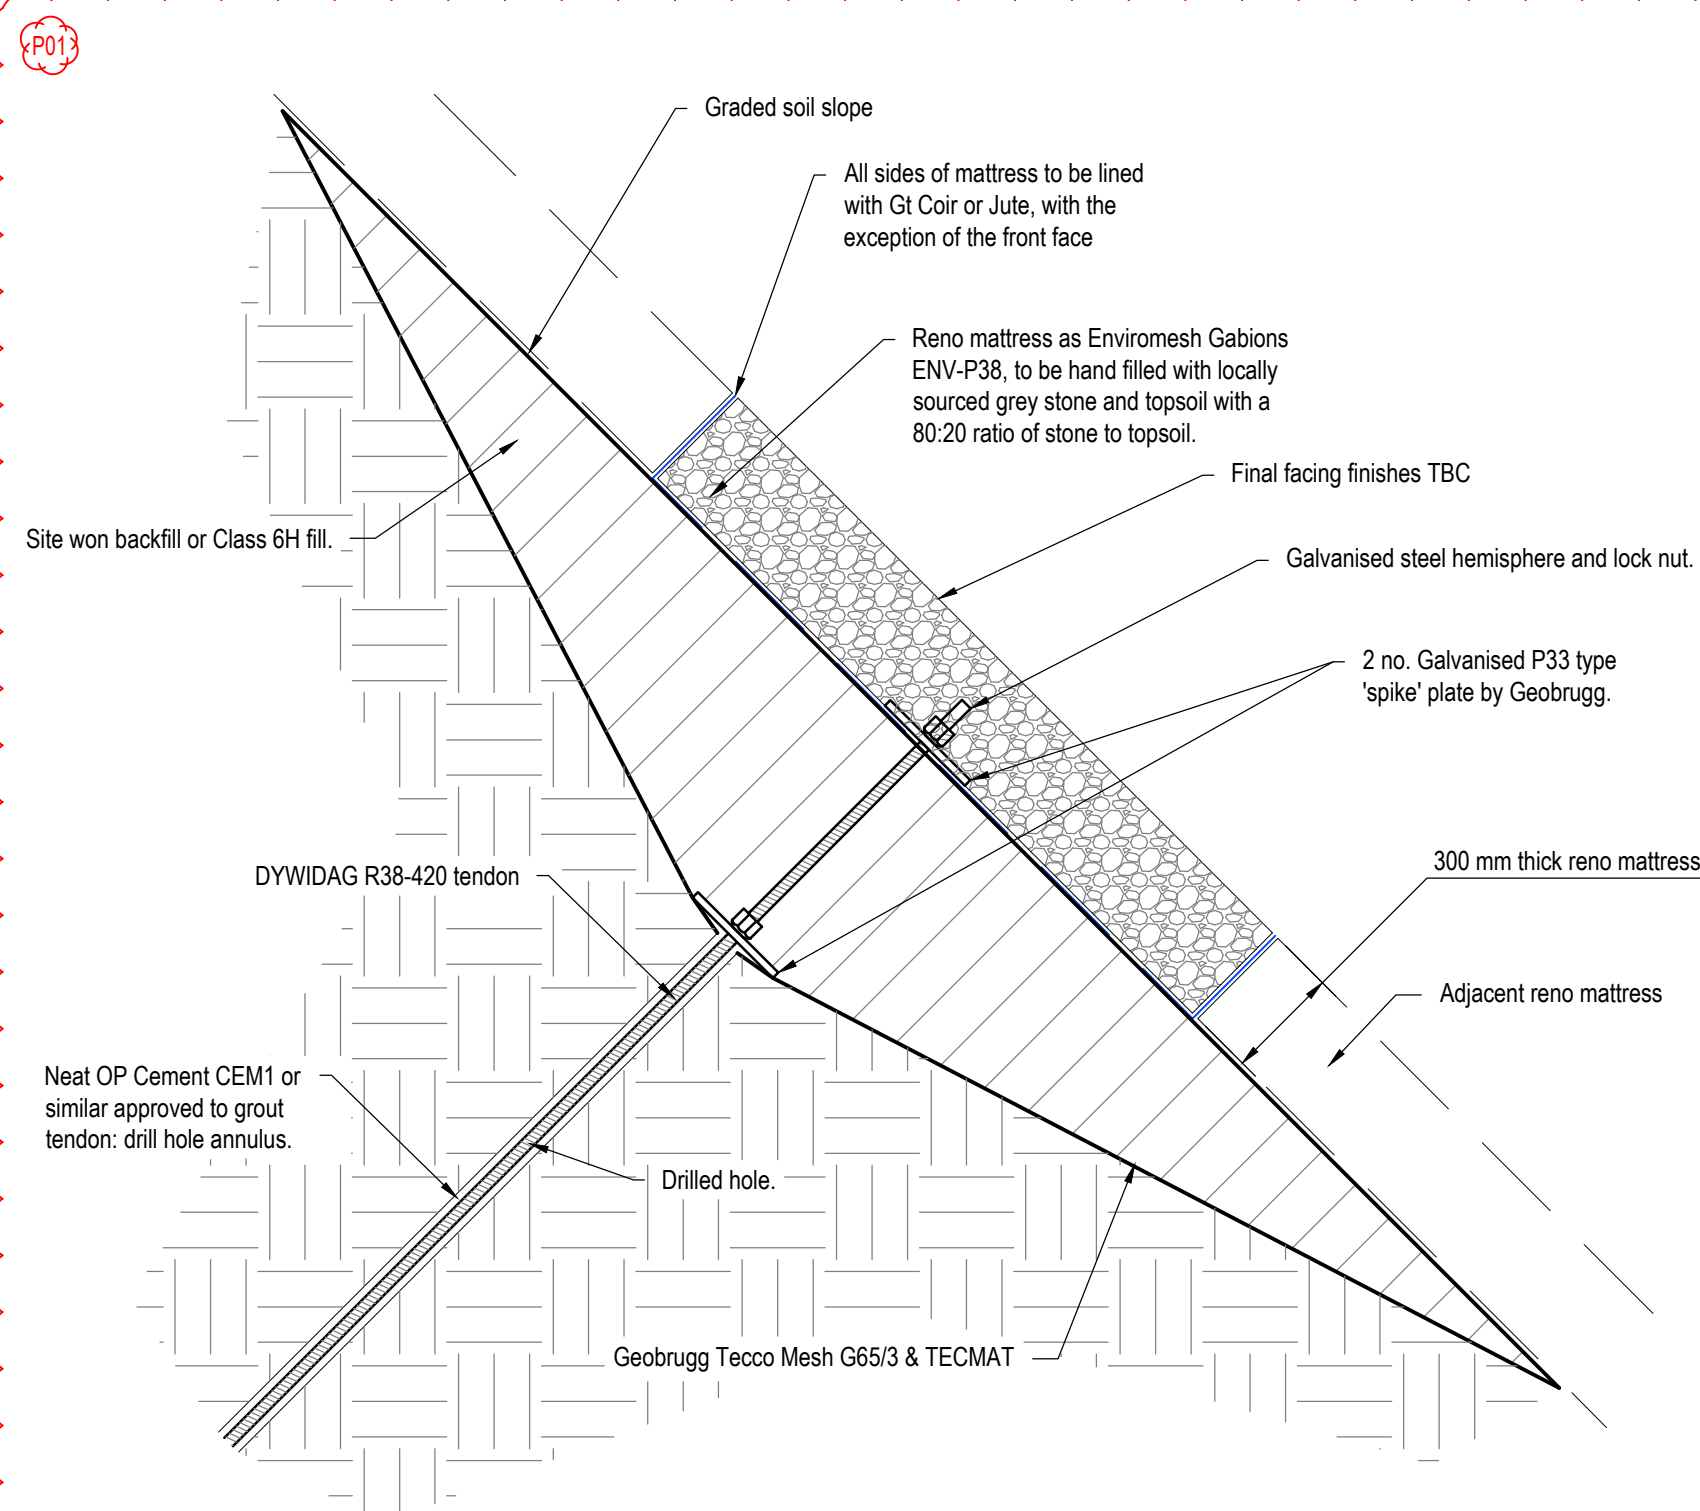 P01
Graded soil slope
All sides of mattress to be lined
with Gt Coir or Jute, with the
exception of the front face
Reno mattress as Enviromesh Gabions
ENV-P38, to be hand filled with locally
sourced grey stone and topsoil with a
80:20 ratio of stone to topsoil.
Final facing finishes TBC
Site won backfill or Class 6H fill.
Galvanised steel hemisphere and lock nut.
2 no. Galvanised P33 type
'spike' plate by Geobrugg.
DYWIDAG R38-420 tendon
300 mm thick reno mattress
Adjacent reno mattress
Neat OP Cement CEM1 or
similar approved to grout
tendon: drill hole annulus.
Drilled hole.
Geobrugg Tecco Mesh G65/3 & TECMAT